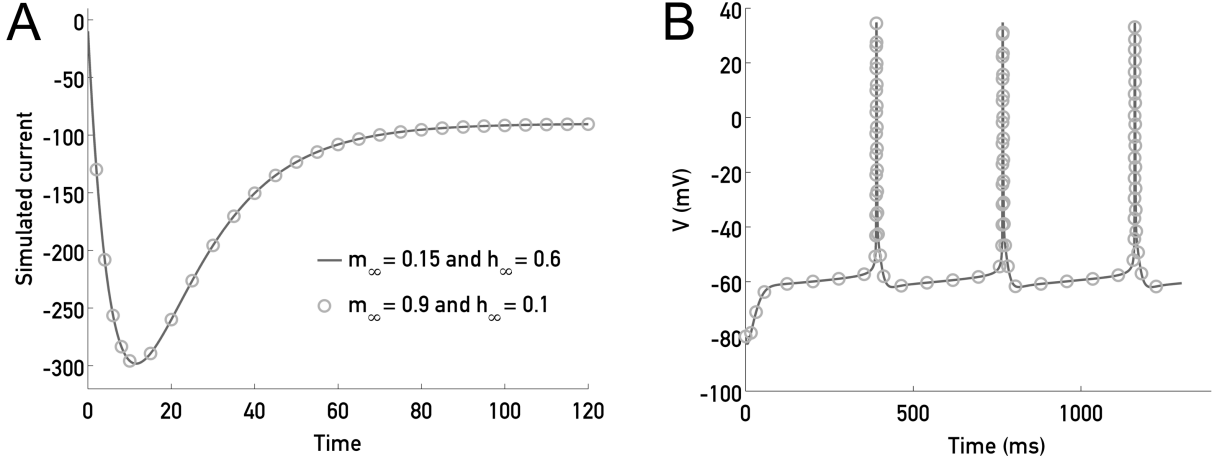 A
Simulated current
0
-50
-100
-150
-200
-250
-300
m∞ = 0.15 and h∞ = 0.6
m∞ = 0.9 and h∞ = 0.1
0 20 40 60 80 100 120
Time
B
V (mV)
40
20
0
-20
-40
-60
-80
-100
0 500 1000
Time (ms)